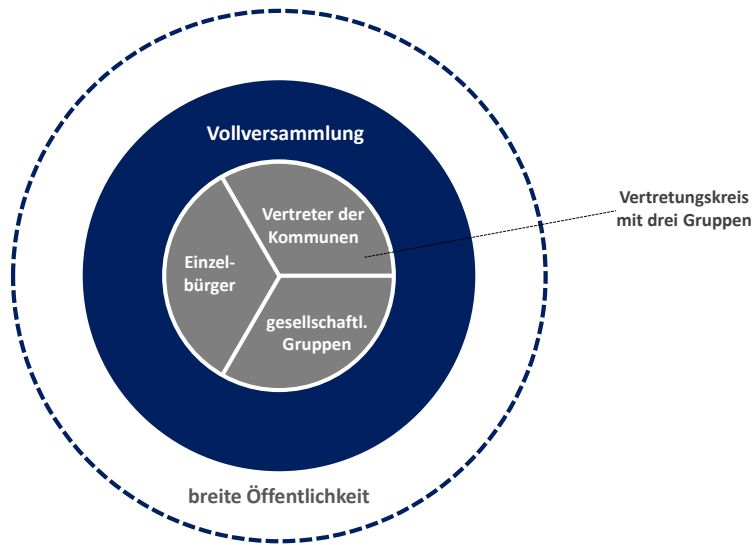 Vollversammlung
Vertreter der
Kommunen
Einzel-
bürger
gesellschaftl.
Gruppen
Vertretungskreis
mit drei Gruppen
breite Öffentlichkeit